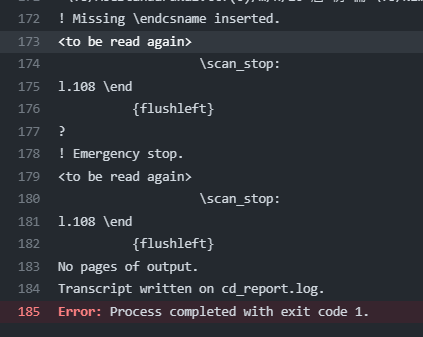 172 ! Missing \endcsname inserted.
173 <to be read again>
174 \scan_stop:
175 l.108 \end
176 {flushleft}
177 ?
178 ! Emergency stop.
179 <to be read again>
180 \scan_stop:
181 l.108 \end
182 {flushleft}
183 No pages of output.
184 Transcript written on cd_report.log.
185 Error: Process completed with exit code 1.